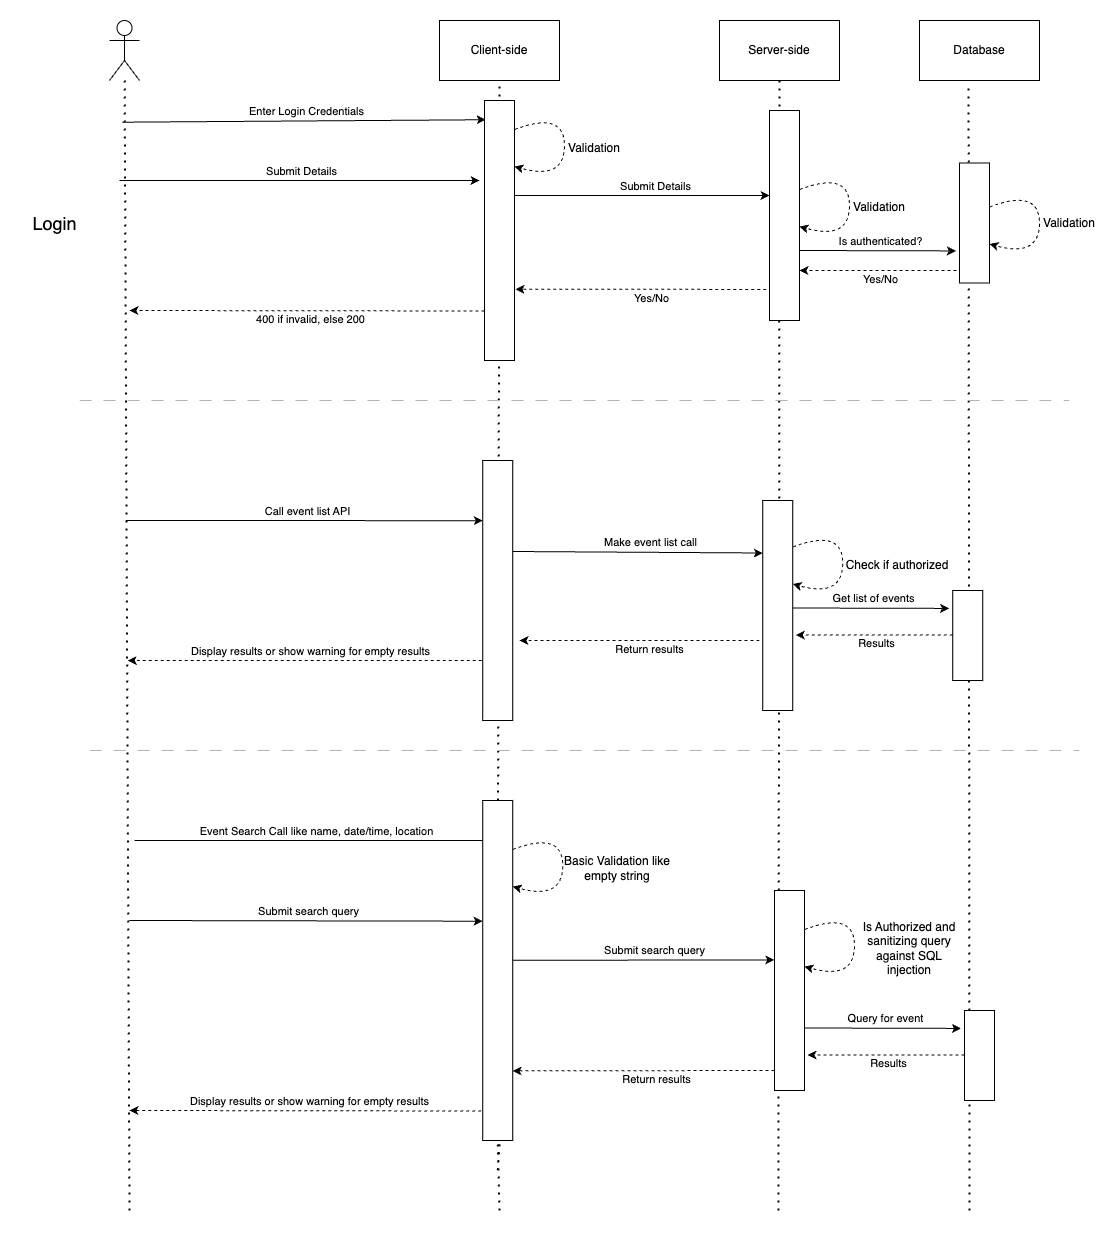 Client-side
Server-side
Database
Enter Login Credentials
Validation
Submit Details
Submit Details
Validation
Login
Validation
Is authenticated?
Yes/No
Yes/No
400 if invalid, else 200
Call event list API
Make event list call
Check if authorized
Get list of events
Results
Return results
Display results or show warning for empty results
Event Search Call like name, date/time, location
Basic Validation like
empty string
Submit search query
Is Authorized and
sanitizing query
against SQL
injection
Submit search query
Query for event
Results
Return results
Display results or show warning for empty results